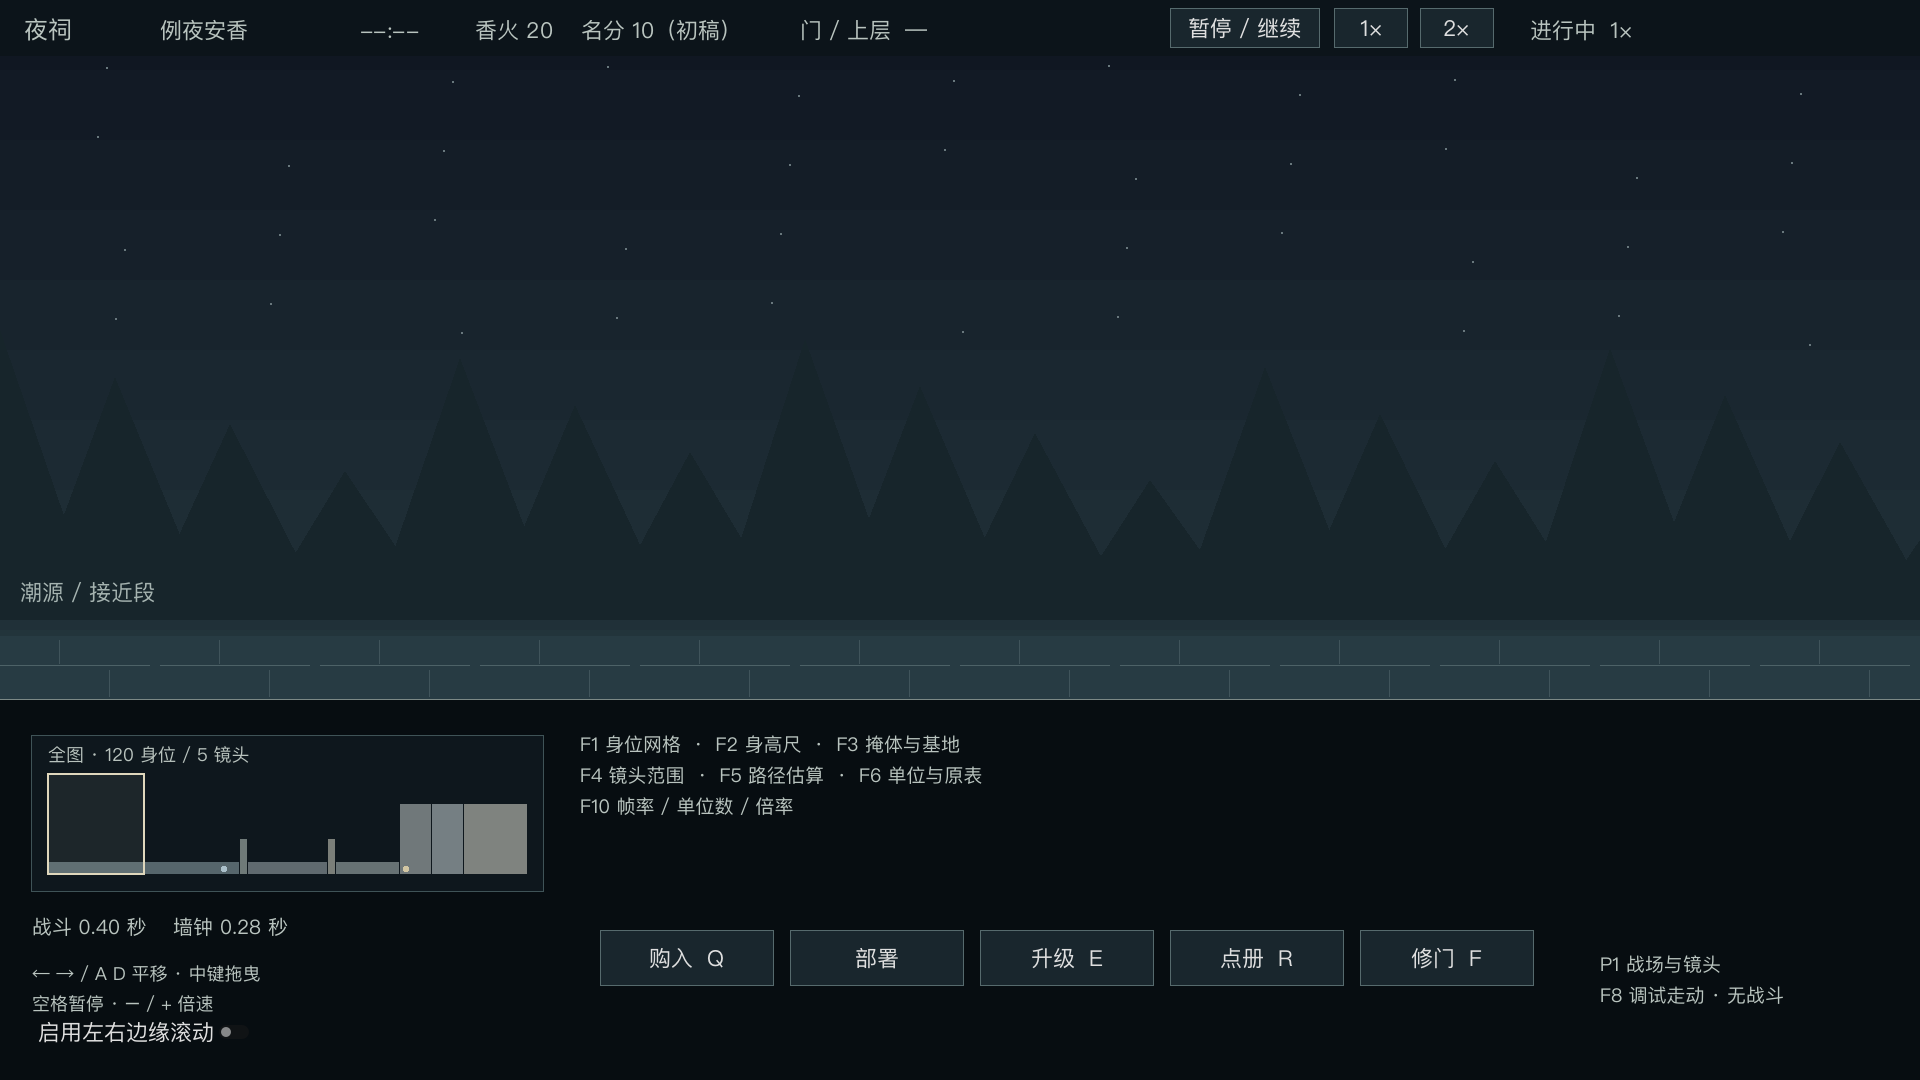 夜祠 例夜安香 --:-- 香火 20 名分 10（初稿） 门 / 上层 — 暂停 / 继续 1× 2× 进行中 1×
潮源 / 接近段
全图 · 120 身位 / 5 镜头
F1 身位网格 · F2 身高尺 · F3 掩体与基地
F4 镜头范围 · F5 路径估算 · F6 单位与原表
F10 帧率 / 单位数 / 倍率
战斗 0.40 秒 墙钟 0.28 秒
购入 Q 部署 升级 E 点册 R 修门 F
←→ / A D 平移 · 中键拖曳
空格暂停 · − / + 倍速
启用左右边缘滚动
P1 战场与镜头
F8 调试走动 · 无战斗